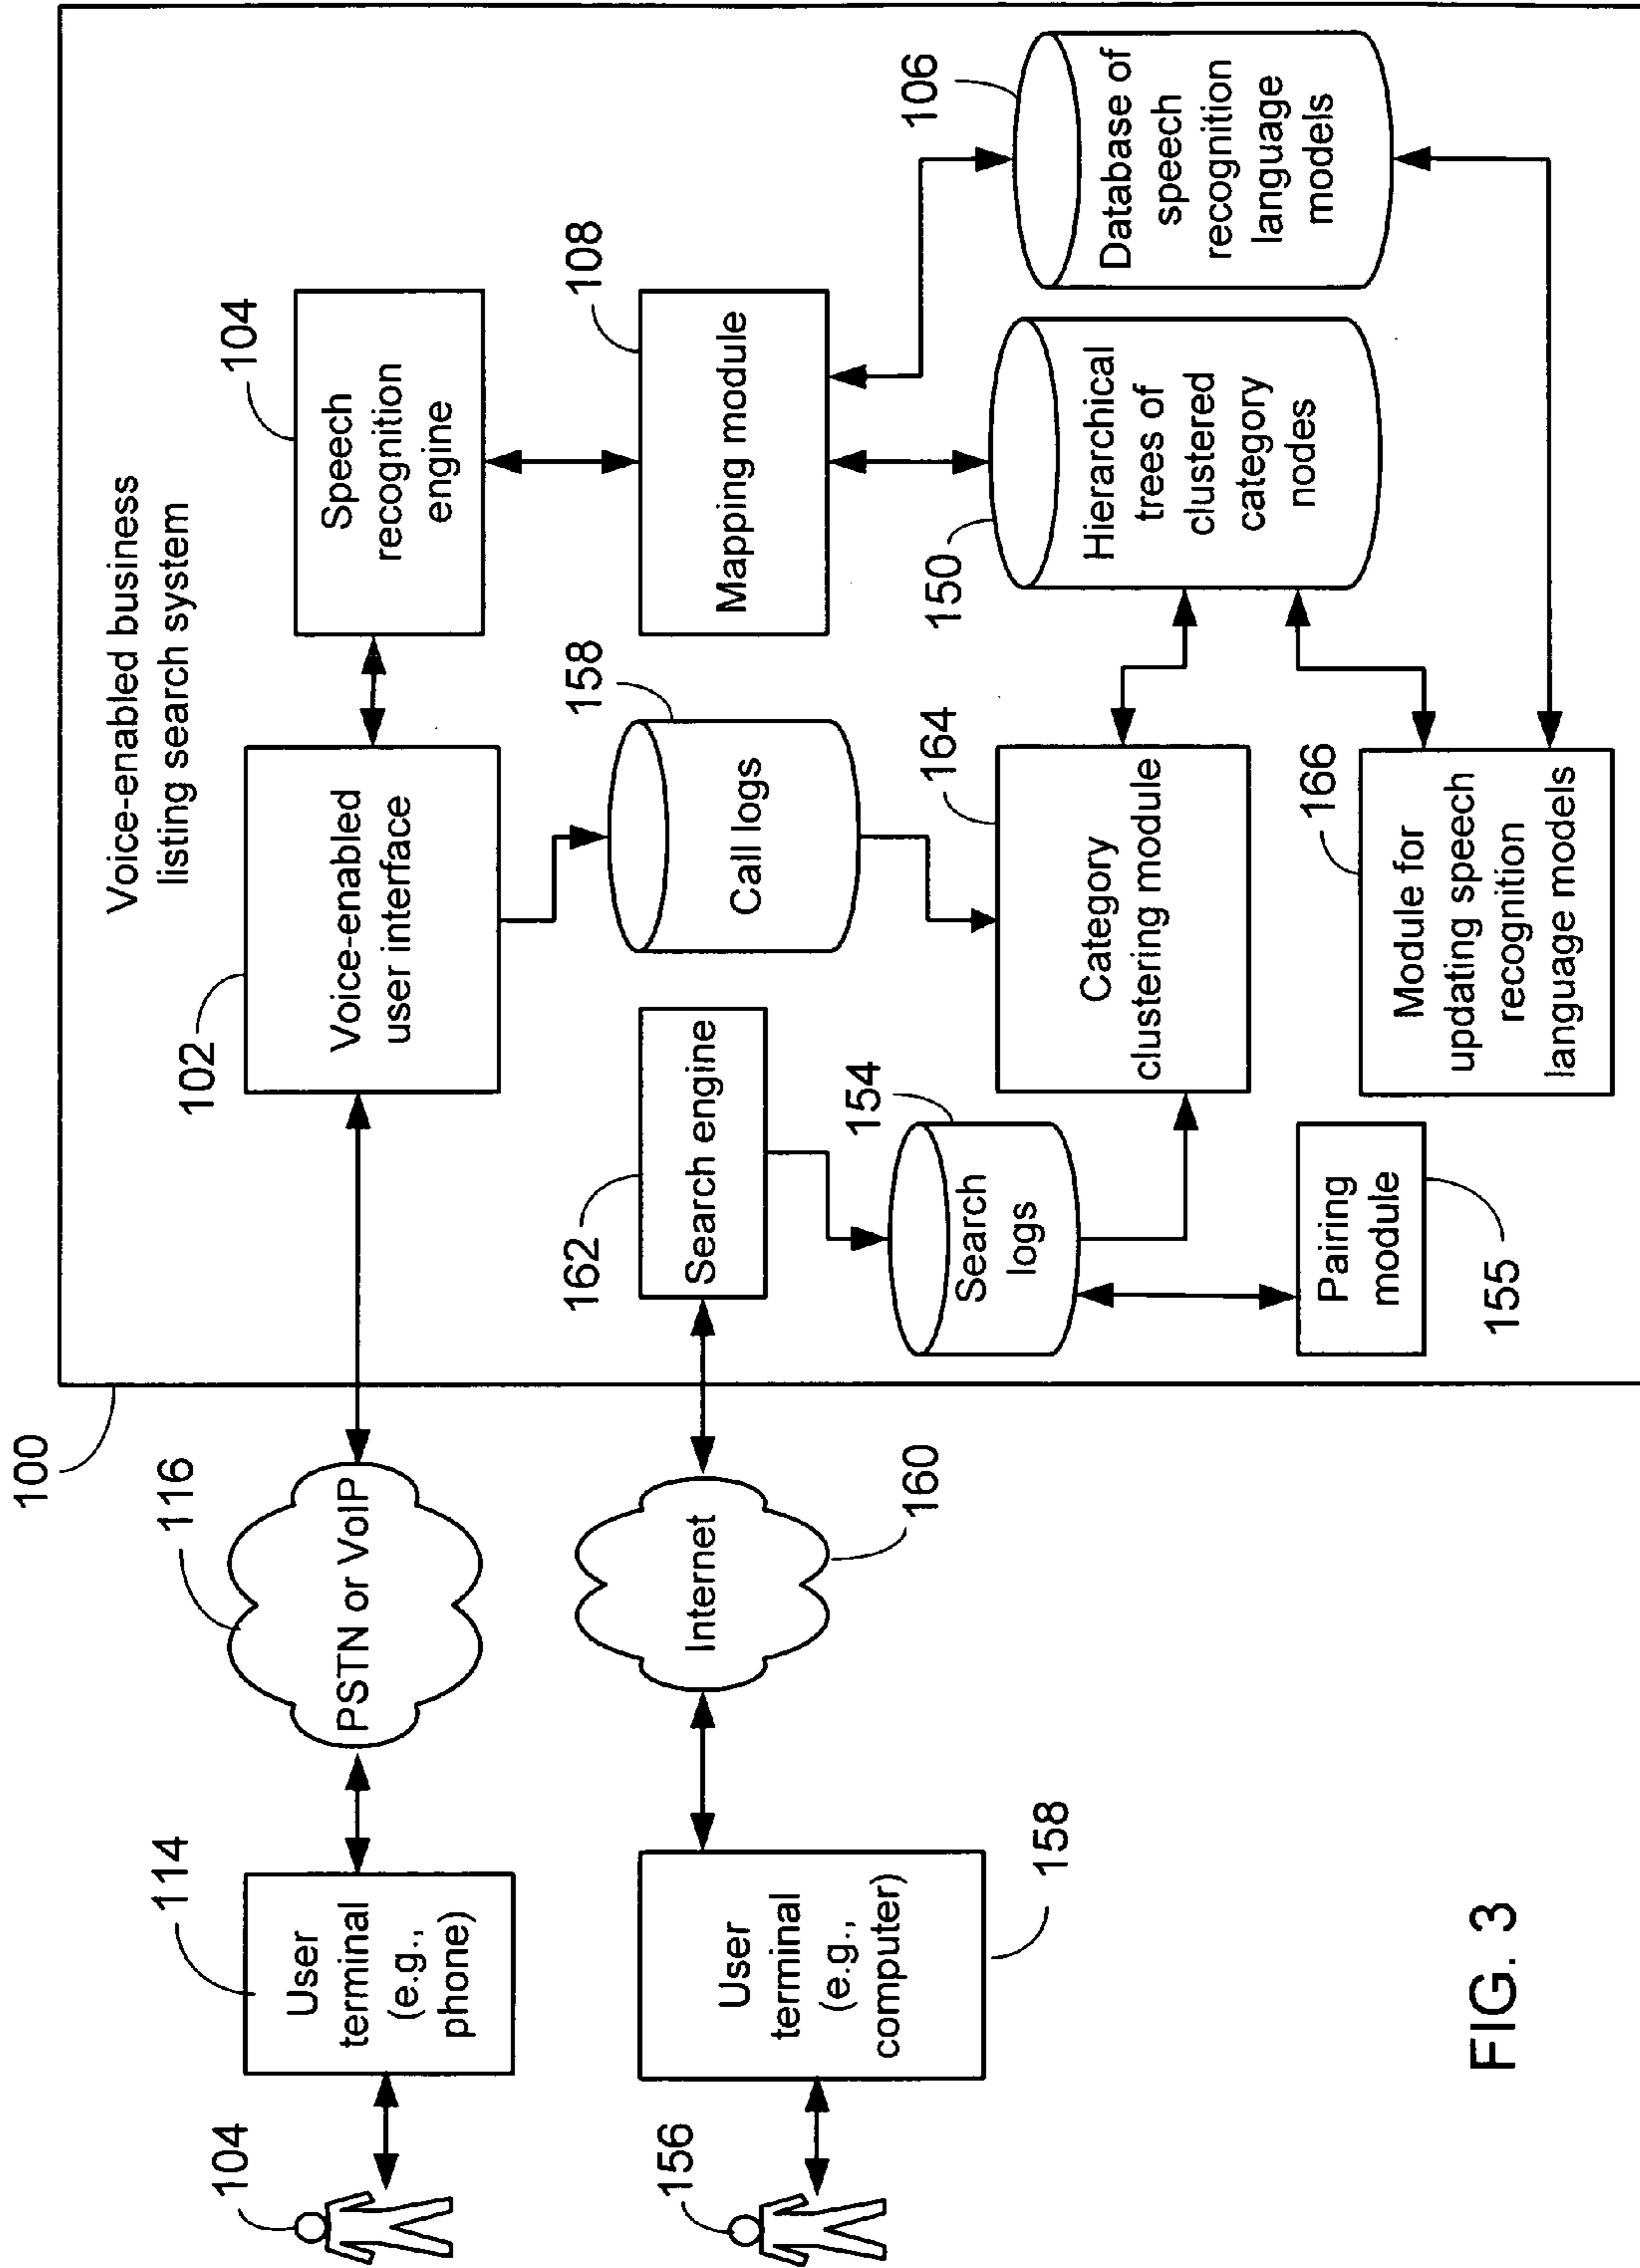 100
Voice-enabled business
listing search system
104
114
User
terminal
(e.g.,
phone)
116
PSTN or VoIP
102
Voice-enabled
user interface
104
Speech
recognition
engine
156
User
terminal
(e.g.,
computer)
158
Internet
160
162
Search engine
158
Call logs
108
Mapping module
154
Search
logs
164
Category
clustering module
150
Hierarchical
trees of
clustered
category
nodes
106
Database of
speech
recognition
language
models
Pairing
module
155
166
Module for
updating speech
recognition
language models
FIG. 3